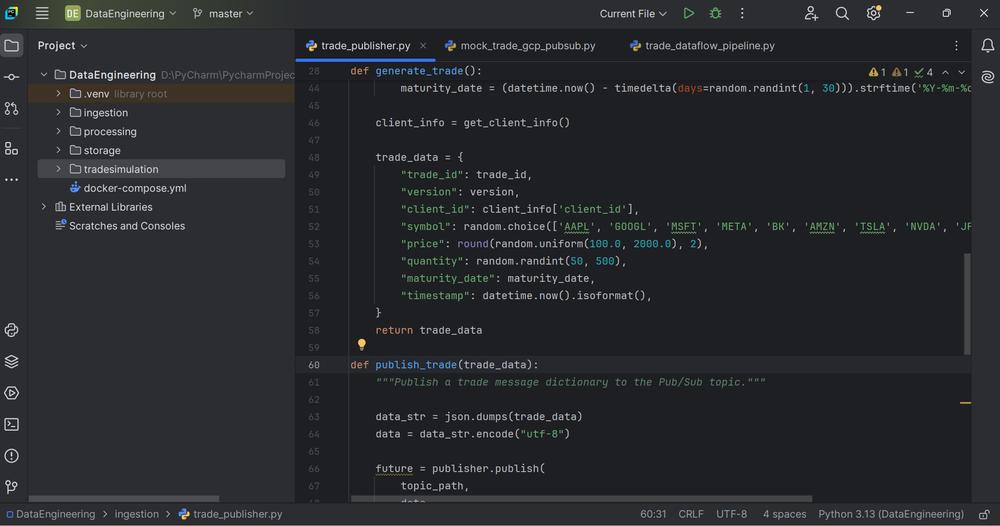 PC
DE DataEngineering master Current File
Project
trade_publisher.py mock_trade_gcp_pubsub.py trade_dataflow_pipeline.py
DataEngineering D:\PyCharm\PycharmProjec
.venv library root
ingestion
processing
storage
tradesimulation
docker-compose.yml
External Libraries
Scratches and Consoles
1 1 4
28 def generate_trade():
44 maturity_date = (datetime.now() - timedelta(days=random.randint(1, 30))).strftime('%Y-%m-%d
45
46 client_info = get_client_info()
47
48 trade_data = {
49 "trade_id": trade_id,
50 "version": version,
51 "client_id": client_info['client_id'],
52 "symbol": random.choice(['AAPL', 'GOOGL', 'MSFT', 'META', 'BK', 'AMZN', 'TSLA', 'NVDA', 'JP
53 "price": round(random.uniform(100.0, 2000.0), 2),
54 "quantity": random.randint(50, 500),
55 "maturity_date": maturity_date,
56 "timestamp": datetime.now().isoformat(),
57 }
58 return trade_data
59
60 def publish_trade(trade_data):
61 """Publish a trade message dictionary to the Pub/Sub topic."""
62
63 data_str = json.dumps(trade_data)
64 data = data_str.encode("utf-8")
65
66 future = publisher.publish(
67 topic_path,
DataEngineering > ingestion > trade_publisher.py 60:31 CRLF UTF-8 4 spaces Python 3.13 (DataEngineering)